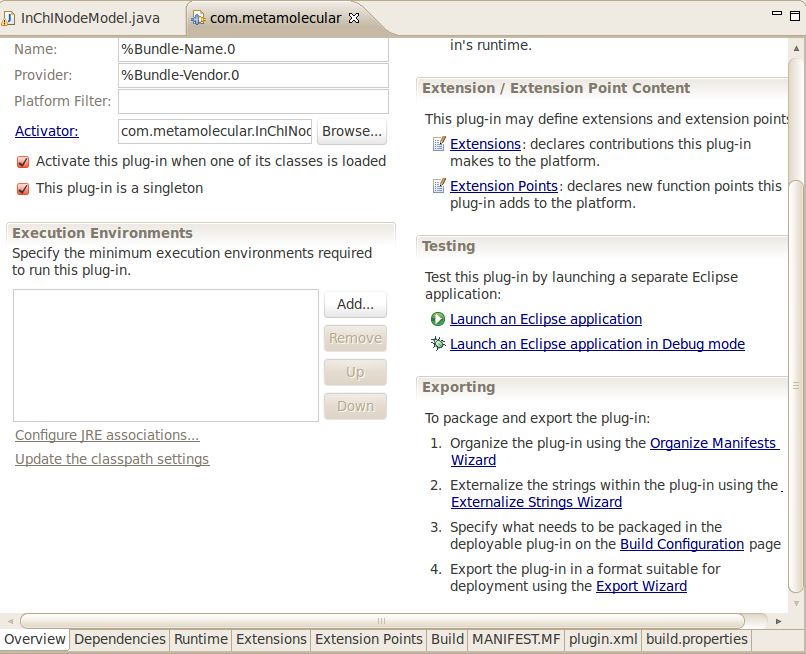 InChINodeModel.java
com.metamolecular
Name:
%Bundle-Name.0
Provider:
%Bundle-Vendor.0
Platform Filter:
Activator:
com.metamolecular.InChINod
Browse...
Activate this plug-in when one of its classes is loaded
This plug-in is a singleton
Execution Environments
Specify the minimum execution environments required
to run this plug-in.
Add...
Remove
Up
Down
Configure JRE associations...
Update the classpath settings
in's runtime.
Extension / Extension Point Content
This plug-in may define extensions and extension points
Extensions: declares contributions this plug-in
makes to the platform.
Extension Points: declares new function points this
plug-in adds to the platform.
Testing
Test this plug-in by launching a separate Eclipse
application:
Launch an Eclipse application
Launch an Eclipse application in Debug mode
Exporting
To package and export the plug-in:
1. Organize the plug-in using the Organize Manifests
Wizard
2. Externalize the strings within the plug-in using the
Externalize Strings Wizard
3. Specify what needs to be packaged in the
deployable plug-in on the Build Configuration page
4. Export the plug-in in a format suitable for
deployment using the Export Wizard
Overview Dependencies Runtime Extensions Extension Points Build MANIFEST.MF plugin.xml build.properties